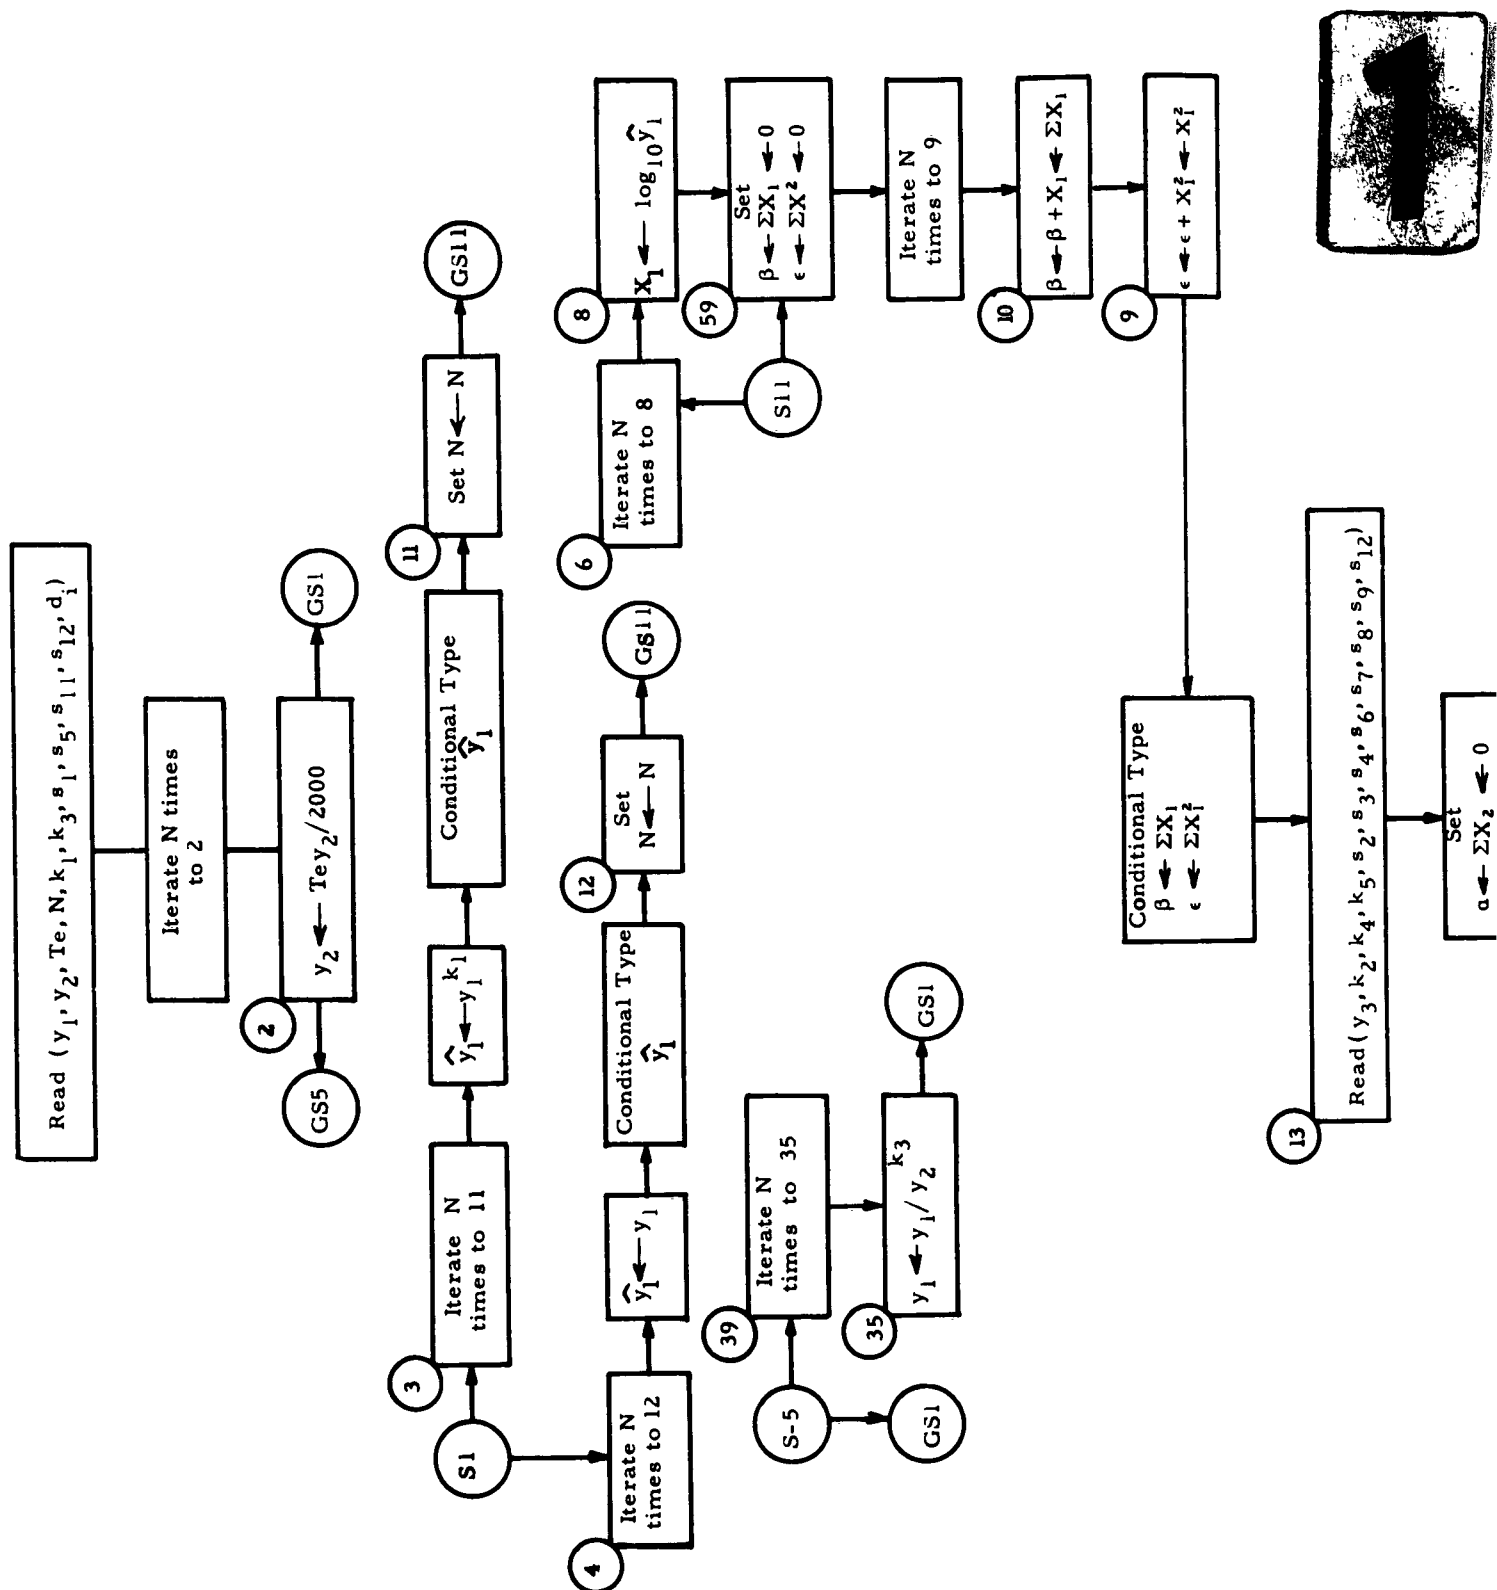 Read (y₁, y₂, Te, N, k₁, k₃, s₁, s₅, s₁₁, s₁₂, dᵢ)
Iterate N times
to 2
2
y₂ ← Tey₂/2000
GS1
GS5
S1
3
Iterate N
times to 11
ŷ₁ ← y₁^k₁
Conditional Type
ŷ₁
11
Set N ← N
GS11
4
Iterate N
times to 12
ŷ₁ ← y₁
Conditional Type
ŷ₁
12
Set
N ← N
GS11
S-5
39
Iterate N
times to 35
35
y₁ ← y₁/y₂^k₃
GS1
GS1
S11
6
Iterate N
times to 8
8
X₁ ← log₁₀ŷ₁
59
Set
β ← ΣX₁ ← 0
ϵ ← ΣX² ← 0
Iterate N
times to 9
10
β ← β + X₁ ← ΣX₁
9
ϵ ← ϵ + X₁² ← X₁²
Conditional Type
β ← ΣX₁
ϵ ← ΣX₁²
13
Read(y₃, k₂, k₄, k₅, s₂, s₃, s₄, s₆, s₇, s₈, s₉, s₁₂)
Set
α ← ΣX₂ ← 0
1